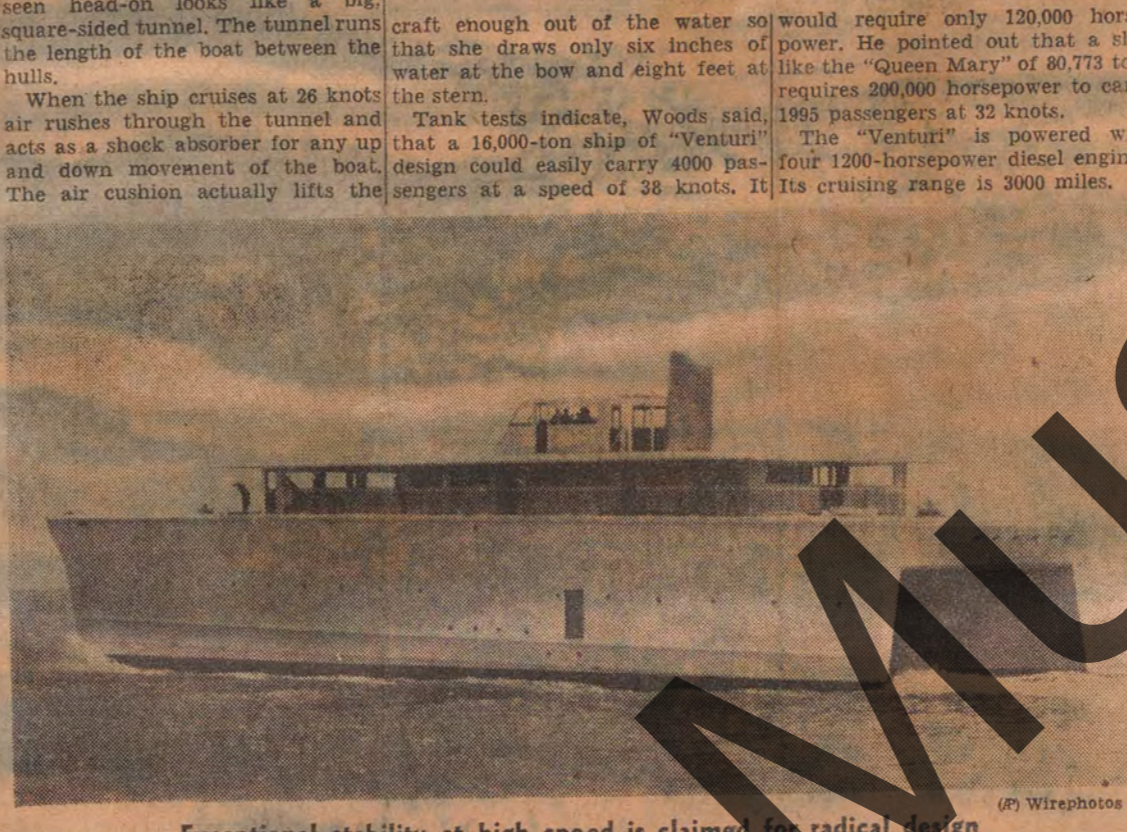 seen head-on looks like a big,
square-sided tunnel. The tunnel runs
the length of the boat between the
hulls.
When the ship cruises at 26 knots
air rushes through the tunnel and
acts as a shock absorber for any up
and down movement of the boat.
The air cushion actually lifts the
craft enough out of the water so
that she draws only six inches of
water at the bow and eight feet at
the stern.
Tank tests indicate, Woods said,
that a 16,000-ton ship of "Venturi"
design could easily carry 4000 pas-
sengers at a speed of 38 knots. It
would require only 120,000
power. He pointed out that a
like the "Queen Mary" of 80,773
requires 200,000 horsepower to
1995 passengers at 32 knots.
The "Venturi" is powered
four 1200-horsepower diesel
Its cruising range is 3000 miles.
(AP) Wirephotos
Exceptional stability at high speed is claimed for radical design
MU